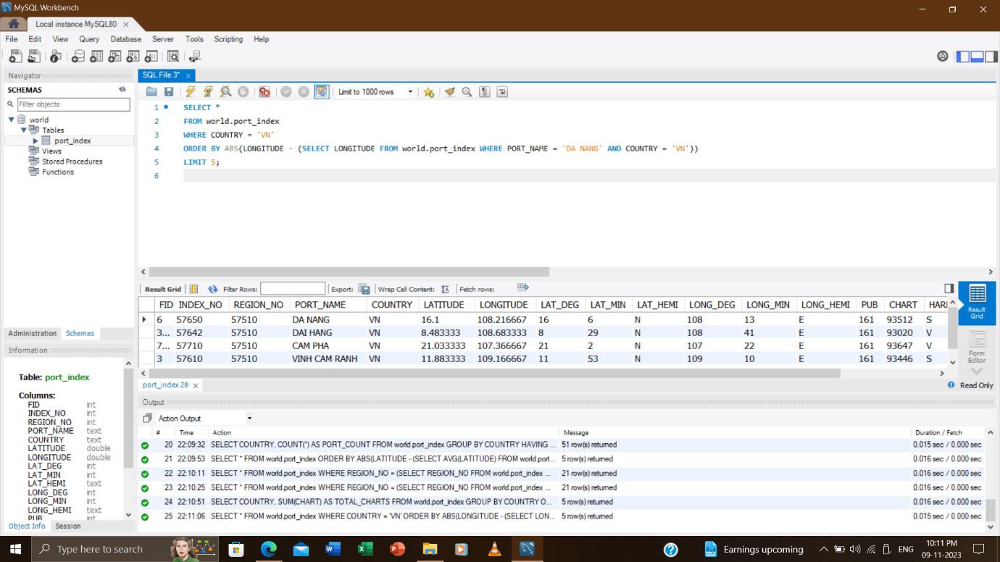 MySQL Workbench
Local instance MySQL80
File Edit View Query Database Server Tools Scripting Help
Navigator
SCHEMAS
Filter objects
world
Tables
port_index
Views
Stored Procedures
Functions
Administration Schemas
Information
Table: port_index
Columns:
FID int
INDEX_NO int
REGION_NO int
PORT_NAME text
COUNTRY text
LATITUDE double
LONGITUDE double
LAT_DEG int
LAT_MIN int
LAT_HEMI text
LONG_DEG int
LONG_MIN int
LONG_HEMI text
PUB int
Object Info Session
SQL File 3*
Limit to 1000 rows
1 SELECT *
2 FROM world.port_index
3 WHERE COUNTRY = 'VN'
4 ORDER BY ABS(LONGITUDE - (SELECT LONGITUDE FROM world.port_index WHERE PORT_NAME = 'DA NANG' AND COUNTRY = 'VN'))
5 LIMIT 5;
6
Result Grid Filter Rows: Export: Wrap Cell Content: Fetch rows:
FID INDEX_NO REGION_NO PORT_NAME COUNTRY LATITUDE LONGITUDE LAT_DEG LAT_MIN LAT_HEMI LONG_DEG LONG_MIN LONG_HEMI PUB CHART
6 57650 57510 DA NANG VN 16.1 108.216667 16 6 N 108 13 E 161 93512 S
3... 57642 57510 DAI HANG VN 8.483333 108.683333 8 29 N 108 41 E 161 93020 V
7... 57710 57510 CAM PHA VN 21.033333 107.366667 21 2 N 107 22 E 161 93647 V
3 57610 57510 VINH CAM RANH VN 11.883333 109.166667 11 53 N 109 10 E 161 93446 S
Result
Grid
Form
Editor
port_index 28
Read Only
Output
Action Output
# Time Action Message Duration / Fetch
20 22:09:32 SELECT COUNTRY, COUNT(*) AS PORT_COUNT FROM world.port_index GROUP BY COUNTRY HAVING ... 51 row(s) returned 0.015 sec / 0.000 sec
21 22:09:53 SELECT * FROM world.port_index ORDER BY ABS(LATITUDE - (SELECT AVG(LATITUDE) FROM world.port... 5 row(s) returned 0.016 sec / 0.000 sec
22 22:10:11 SELECT * FROM world.port_index WHERE REGION_NO = (SELECT REGION_NO FROM world.port_index ... 21 row(s) returned 0.016 sec / 0.000 sec
23 22:10:25 SELECT * FROM world.port_index WHERE REGION_NO = (SELECT REGION_NO FROM world.port_index ... 21 row(s) returned 0.016 sec / 0.000 sec
24 22:10:51 SELECT COUNTRY, SUM(CHART) AS TOTAL_CHARTS FROM world.port_index GROUP BY COUNTRY O... 5 row(s) returned 0.016 sec / 0.000 sec
25 22:11:06 SELECT * FROM world.port_index WHERE COUNTRY = 'VN' ORDER BY ABS(LONGITUDE - (SELECT LON... 5 row(s) returned 0.015 sec / 0.000 sec
Type here to search
Earnings upcoming
ENG
10:11 PM
09-11-2023